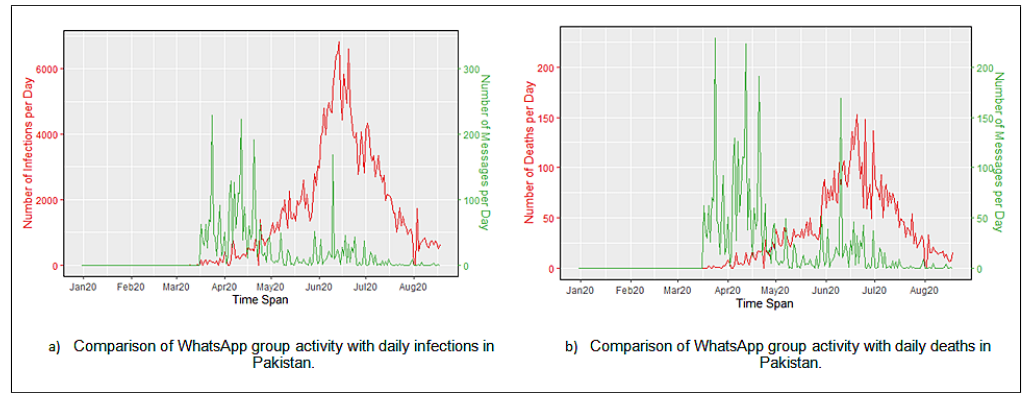 6000
4000
2000
0
Number of Infections per Day
300
200
100
0
Number of Messages per Day
Jan20 Feb20 Mar20 Apr20 May20 Jun20 Jul20 Aug20
Time Span
a) Comparison of WhatsApp group activity with daily infections in
Pakistan.
200
150
100
50
0
Number of Deaths per Day
200
150
100
50
0
Number of Messages per Day
Jan20 Feb20 Mar20 Apr20 May20 Jun20 Jul20 Aug20
Time Span
b) Comparison of WhatsApp group activity with daily deaths in
Pakistan.